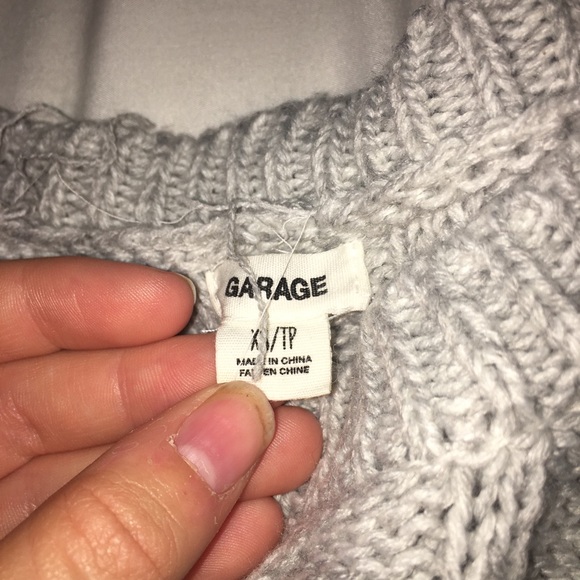 GARAGE
XS/TP
MADE IN CHINA
FAIT EN CHINE